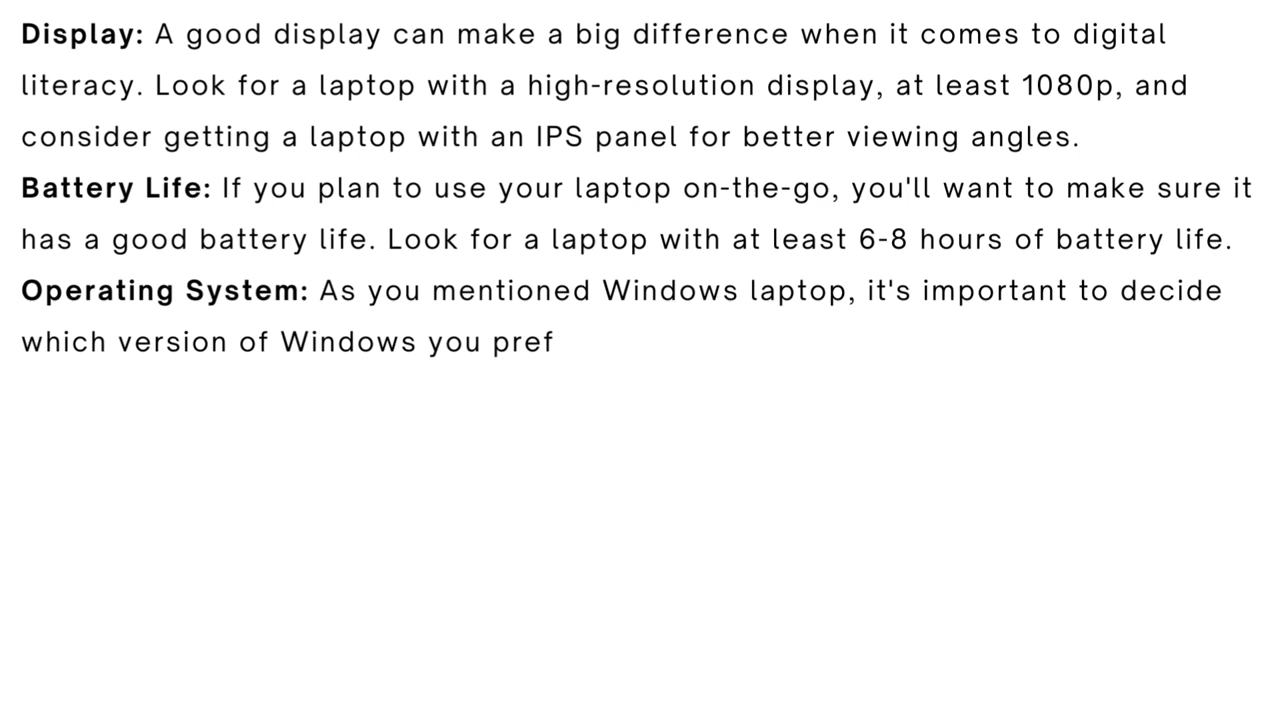 Display: A good display can make a big difference when it comes to digital
literacy. Look for a laptop with a high-resolution display, at least 1080p, and
consider getting a laptop with an IPS panel for better viewing angles.
Battery Life: If you plan to use your laptop on-the-go, you'll want to make sure it
has a good battery life. Look for a laptop with at least 6-8 hours of battery life.
Operating System: As you mentioned Windows laptop, it's important to decide
which version of Windows you pref